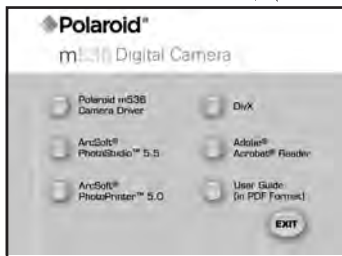 Polaroid®
m536 Digital Camera
Polaroid m536
Camera Driver
DivX
ArcSoft®
PhotoStudio™ 5.5
Adobe®
Acrobat® Reader
ArcSoft®
PhotoPrinter™ 5.0
User Guide
(in PDF Format)
EXIT